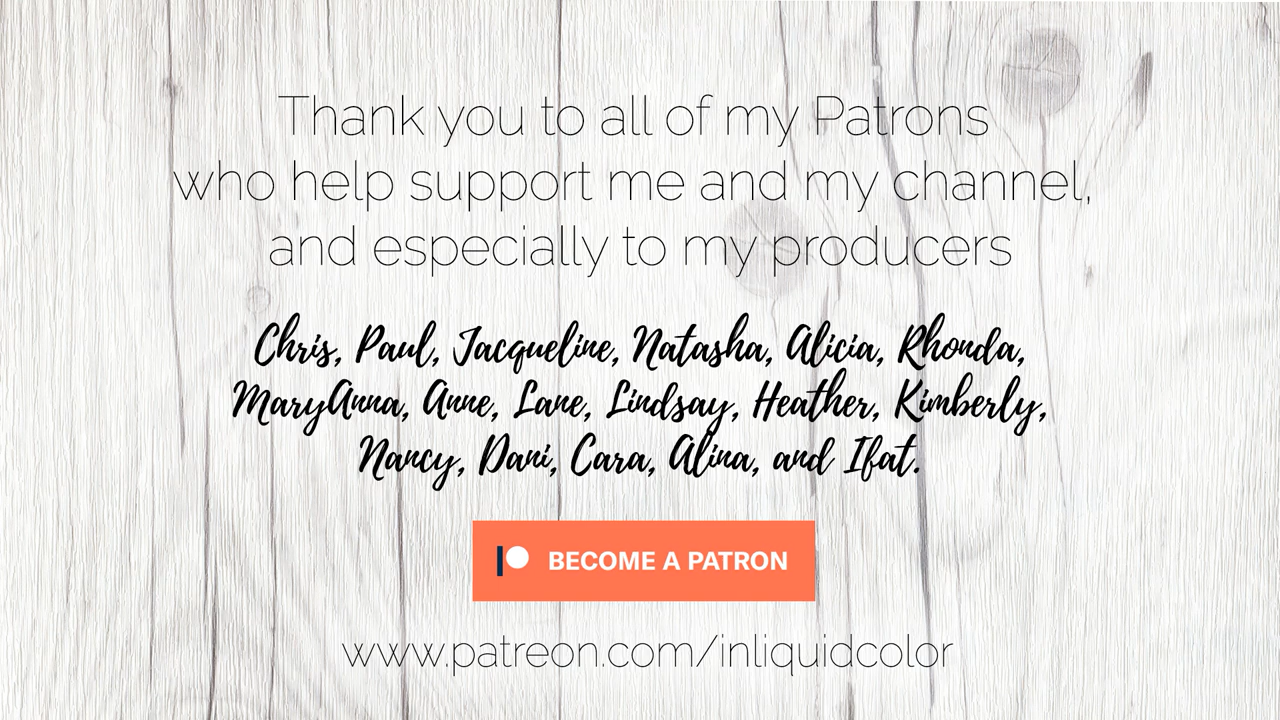 Thank you to all of my Patrons
who help support me and my channel,
and especially to my producers
Chris, Paul, Jacqueline, Natasha, Alicia, Rhonda,
MaryAnna, Anne, Lane, Lindsay, Heather, Kimberly,
Nancy, Dani, Cara, Alina, and Ifat.
BECOME A PATRON
www.patreon.com/inliquidcolor